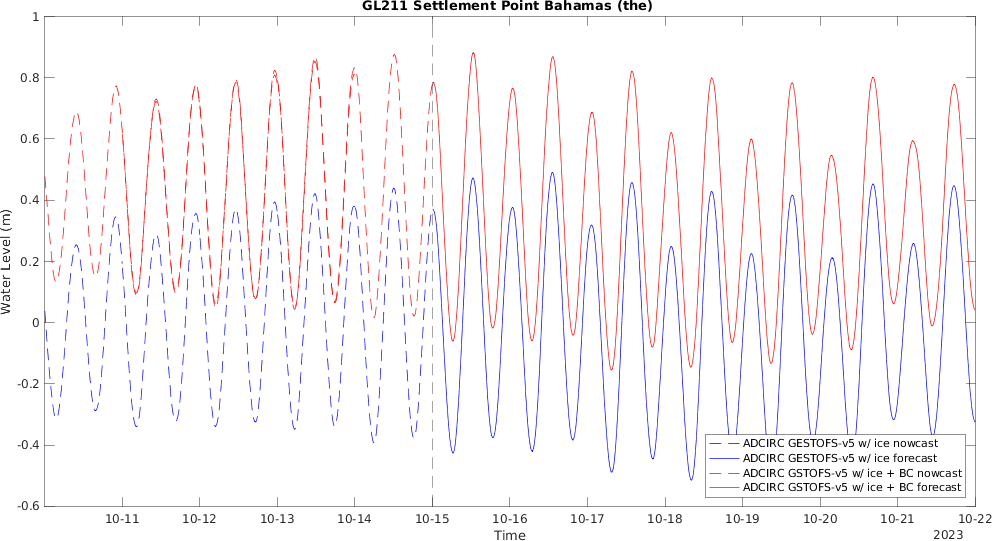 GL211 Settlement Point Bahamas (the)
1
0.8
0.6
0.4
0.2
0
-0.2
-0.4
-0.6
Water Level (m)
ADCIRC GESTOFS-v5 w/ ice nowcast
ADCIRC GESTOFS-v5 w/ ice forecast
ADCIRC GSTOFS-v5 w/ ice + BC nowcast
ADCIRC GSTOFS-v5 w/ ice + BC forecast
10-11 10-12 10-13 10-14 10-15 10-16 10-17 10-18 10-19 10-20 10-21 10-22
Time
2023